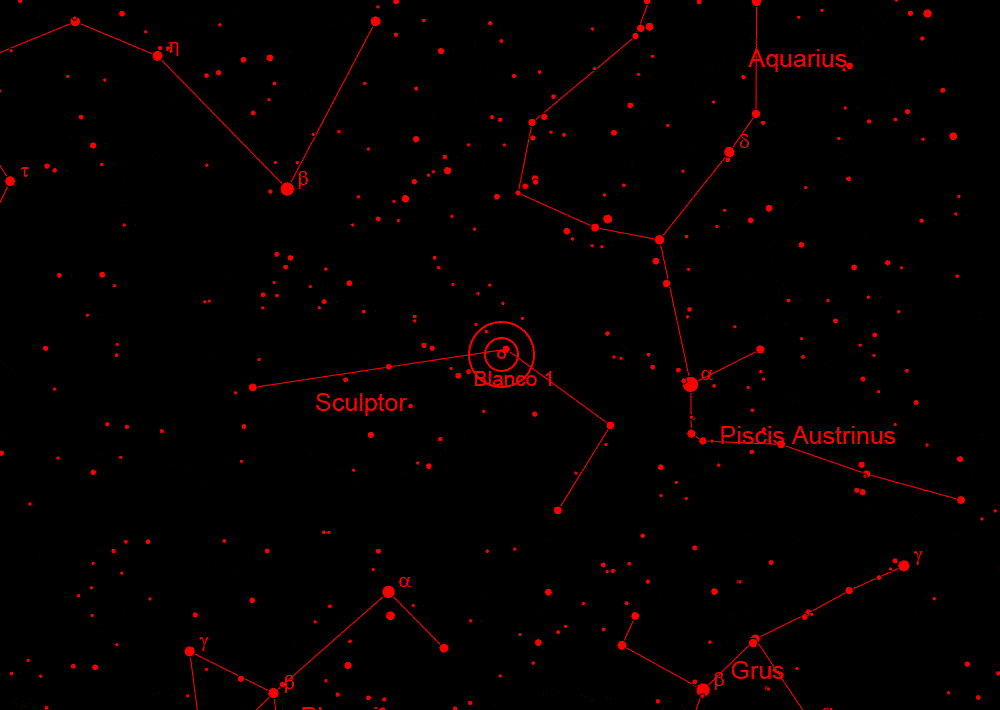 η
Aquarius
δ
τ
β
α
Blanco 1
Sculptor
Piscis Austrinus
γ
α
γ
β
β
Grus